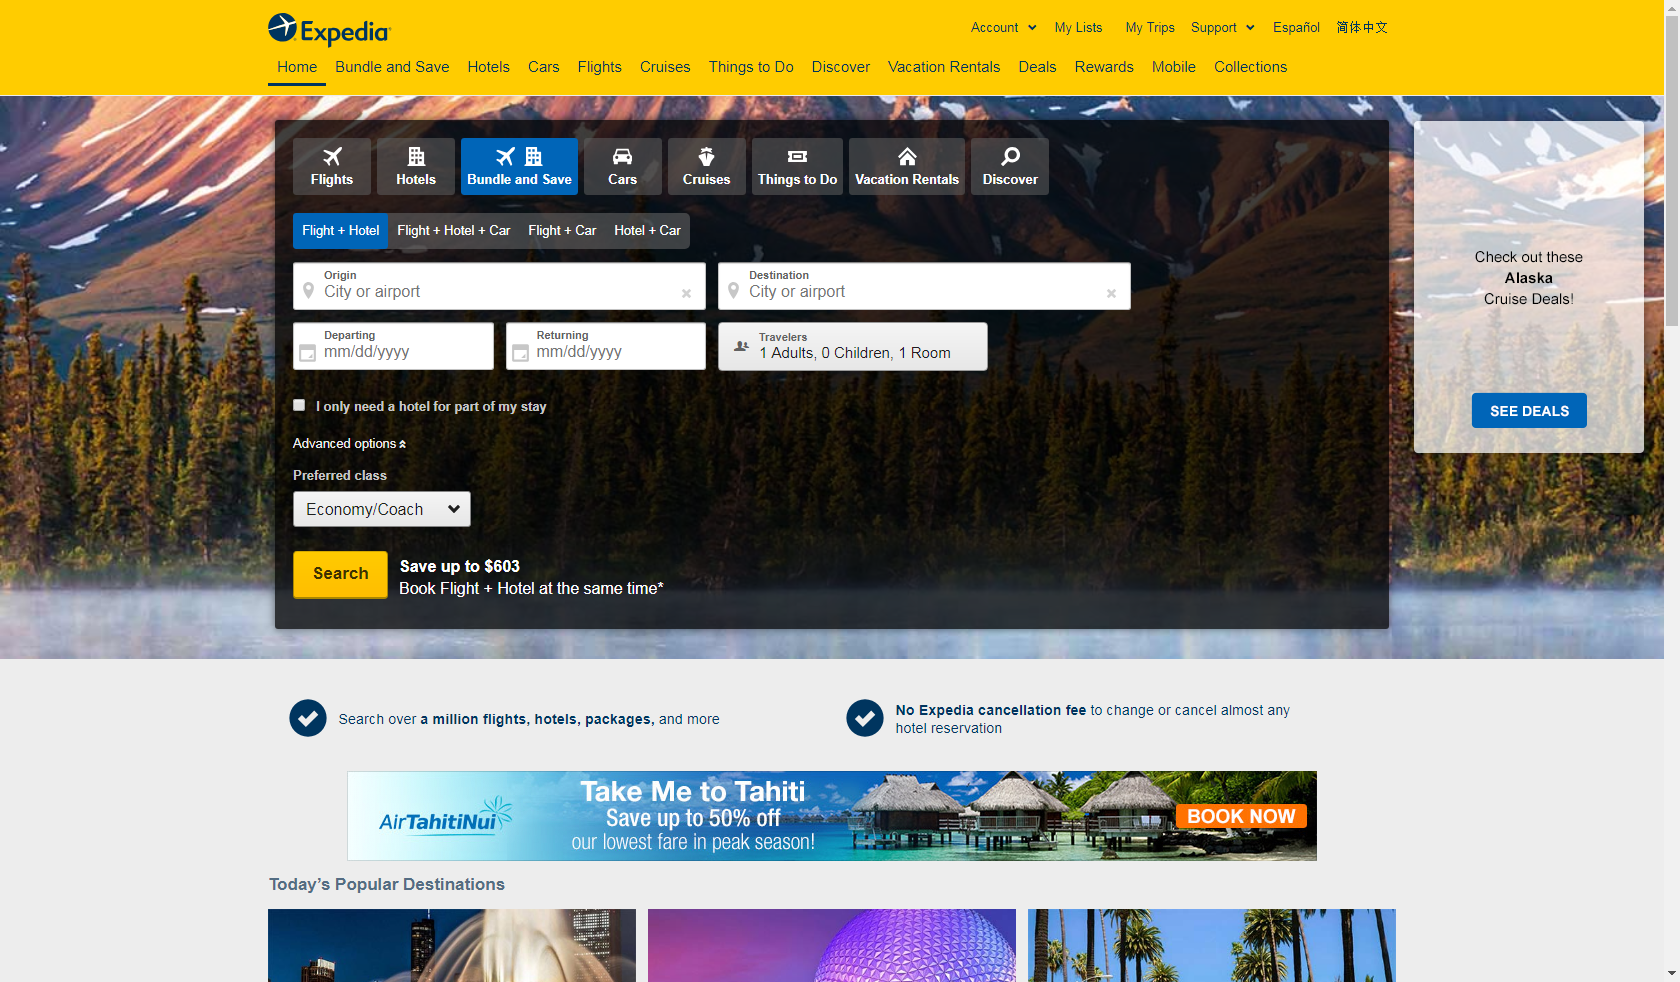 Expedia
Account
My Lists
My Trips
Support
Español
简体中文
Home
Bundle and Save
Hotels
Cars
Flights
Cruises
Things to Do
Discover
Vacation Rentals
Deals
Rewards
Mobile
Collections
Flights
Hotels
Bundle and Save
Cars
Cruises
Things to Do
Vacation Rentals
Discover
Flight + Hotel
Flight + Hotel + Car
Flight + Car
Hotel + Car
Origin
City or airport
Destination
City or airport
Departing
mm/dd/yyyy
Returning
mm/dd/yyyy
Travelers
1 Adults, 0 Children, 1 Room
I only need a hotel for part of my stay
Advanced options
Preferred class
Economy/Coach
Search
Save up to $603
Book Flight + Hotel at the same time*
Check out these
Alaska
Cruise Deals!
SEE DEALS
Search over a million flights, hotels, packages, and more
No Expedia cancellation fee to change or cancel almost any
hotel reservation
AirTahitiNui
Take Me to Tahiti
Save up to 50% off
our lowest fare in peak season!
BOOK NOW
Today’s Popular Destinations